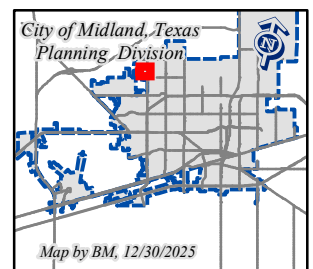 City of Midland, Texas
Planning Division
N
Map by BM, 12/30/2025